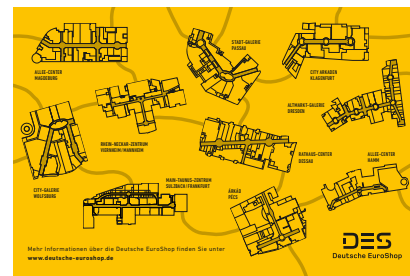 ALLEE-CENTER
MAGDEBURG
STADT-GALERIE
PASSAU
CITY ARKADEN
KLAGENFURT
ALTMARKT-GALERIE
DRESDEN
RHEIN-NECKAR-ZENTRUM
VIERNHEIM/MANNHEIM
RATHAUS-CENTER
DESSAU
ALLEE-CENTER
HAMM
CITY-GALERIE
WOLFSBURG
MAIN-TAUNUS-ZENTRUM
SULZBACH/FRANKFURT
ÁRKÁD
PÉCS
Mehr Informationen über die Deutsche EuroShop finden Sie unter
www.deutsche-euroshop.de
DES
Deutsche EuroShop